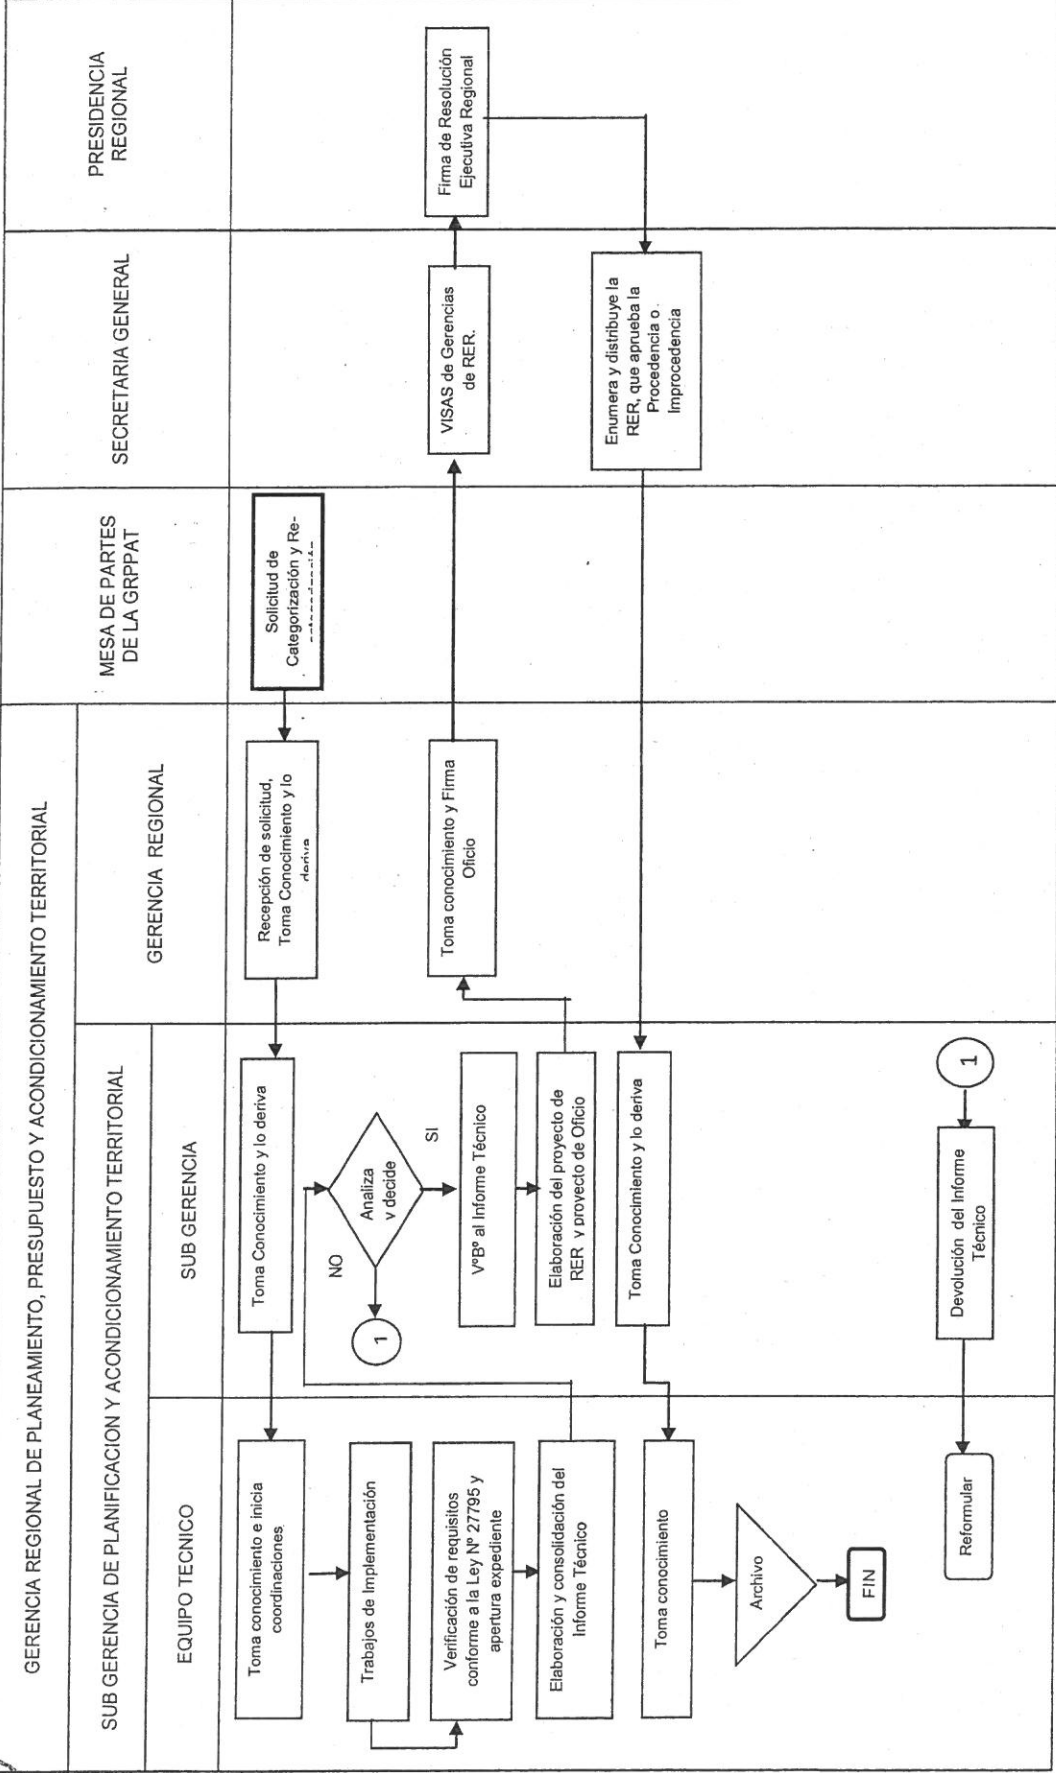 GERENCIA REGIONAL DE PLANEAMIENTO, PRESUPUESTO Y ACONDICIONAMIENTO TERRITORIAL
SUB GERENCIA DE PLANIFICACION Y ACONDICIONAMIENTO TERRITORIAL
EQUIPO TECNICO
SUB GERENCIA
GERENCIA REGIONAL
MESA DE PARTES
DE LA GRPPAT
SECRETARIA GENERAL
PRESIDENCIA
REGIONAL
Solicitud de
Categorización y Re-
Recepción de solicitud,
Toma Conocimiento y lo
deriva
Toma Conocimiento y lo deriva
Toma conocimiento e inicia
coordinaciones
Trabajos de Implementación
Verificación de requisitos
conforme a la Ley Nº 27795 y
apertura expediente
Elaboración y consolidación del
Informe Técnico
Analiza
y decide
NO
1
SI
VºBº al Informe Técnico
Elaboración del proyecto de
RER y proyecto de Oficio
Toma conocimiento y Firma
Oficio
VISAS de Gerencias
de RER.
Firma de Resolución
Ejecutiva Regional
Enumera y distribuye la
RER, que aprueba la
Procedencia o
Improcedencia
Toma Conocimiento y lo deriva
Toma conocimiento
Archivo
FIN
1
Devolución del Informe
Técnico
Reformular